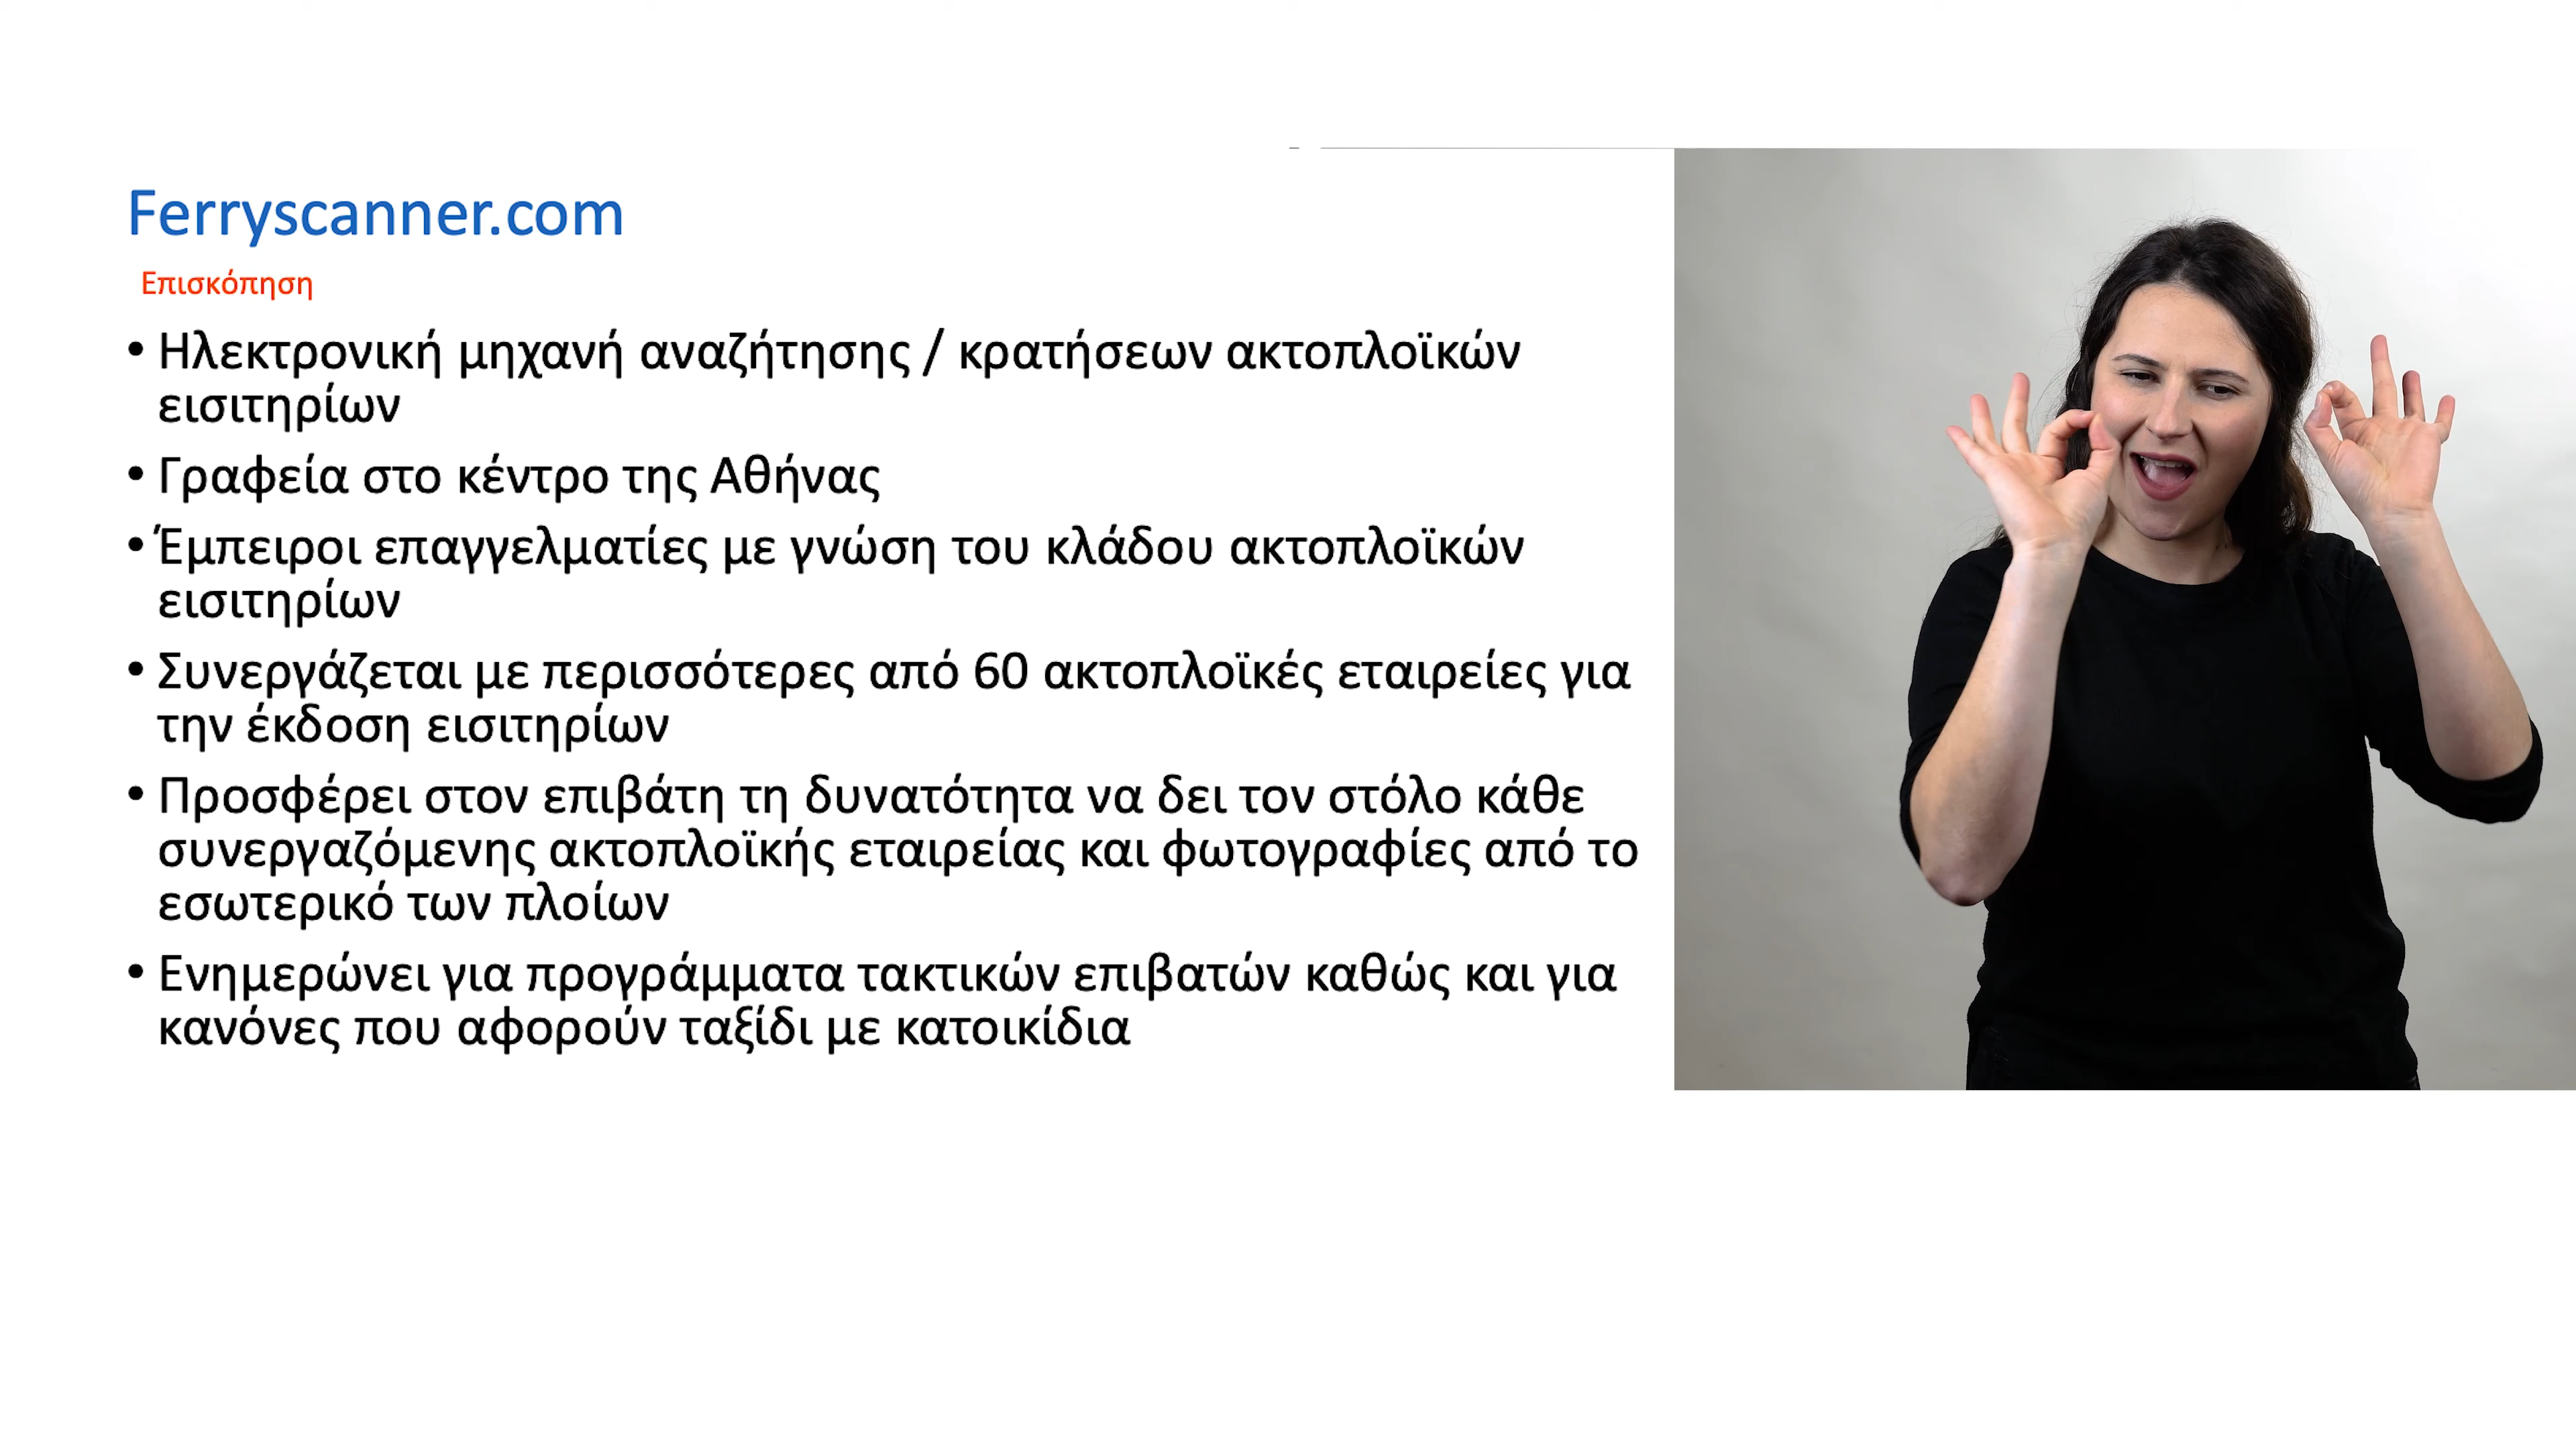 Ferryscanner.com
Επισκόπηση
• Ηλεκτρονική μηχανή αναζήτησης / κρατήσεων ακτοπλοϊκών
εισιτηρίων
• Γραφεία στο κέντρο της Αθήνας
• Έμπειροι επαγγελματίες με γνώση του κλάδου ακτοπλοϊκών
εισιτηρίων
• Συνεργάζεται με περισσότερες από 60 ακτοπλοϊκές εταιρείες για
την έκδοση εισιτηρίων
• Προσφέρει στον επιβάτη τη δυνατότητα να δει τον στόλο κάθε
συνεργαζόμενης ακτοπλοϊκής εταιρείας και φωτογραφίες από το
εσωτερικό των πλοίων
• Ενημερώνει για προγράμματα τακτικών επιβατών καθώς και για
κανόνες που αφορούν ταξίδι με κατοικίδια